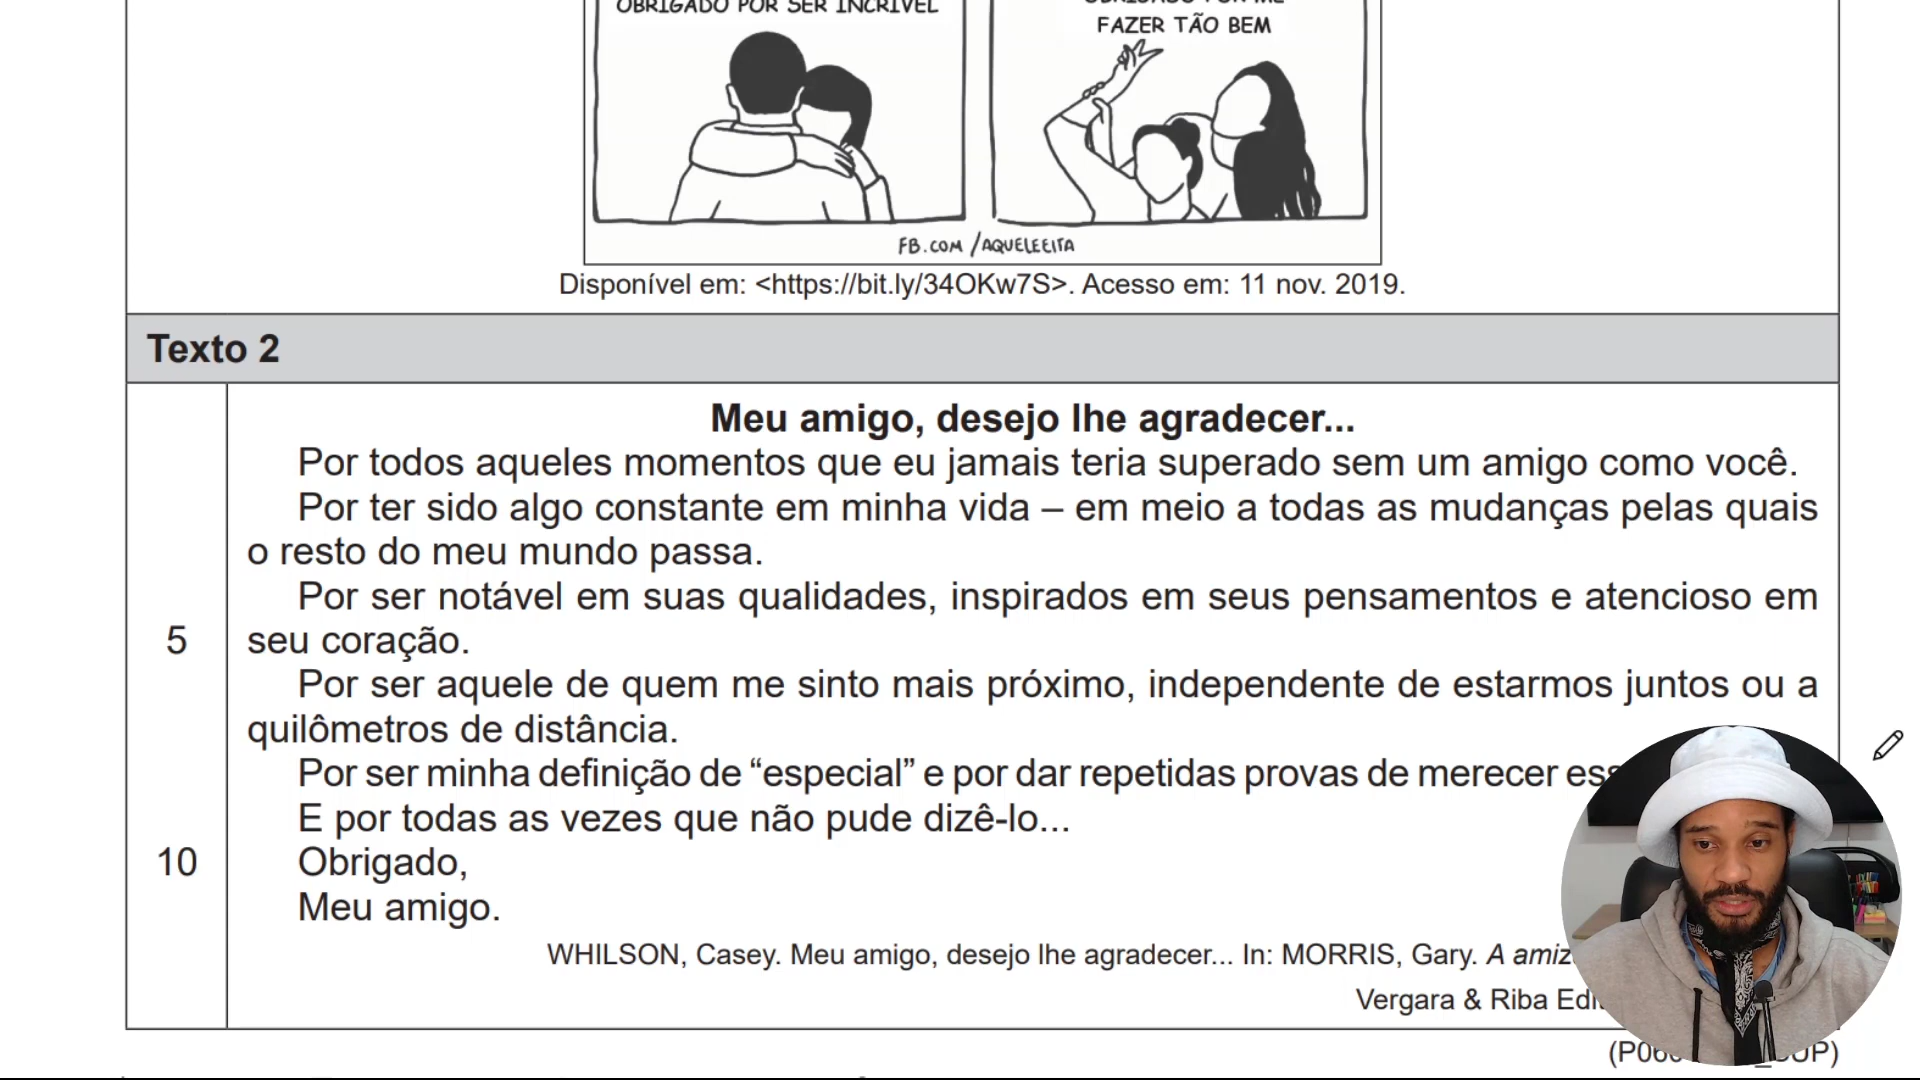 OBRIGADO POR SER INCRÍVEL
FAZER TÃO BEM
FB.COM/AQUELEEITA
Disponível em: <https://bit.ly/34OKw7S>. Acesso em: 11 nov. 2019.
Texto 2
Meu amigo, desejo lhe agradecer...
Por todos aqueles momentos que eu jamais teria superado sem um amigo como você.
Por ter sido algo constante em minha vida – em meio a todas as mudanças pelas quais
o resto do meu mundo passa.
Por ser notável em suas qualidades, inspirados em seus pensamentos e atencioso em
5 seu coração.
Por ser aquele de quem me sinto mais próximo, independente de estarmos juntos ou a
quilômetros de distância.
Por ser minha definição de “especial” e por dar repetidas provas de merecer
E por todas as vezes que não pude dizê-lo...
10 Obrigado,
Meu amigo.
WHILSON, Casey. Meu amigo, desejo lhe agradecer... In: MORRIS, Gary. A
Vergara & Riba